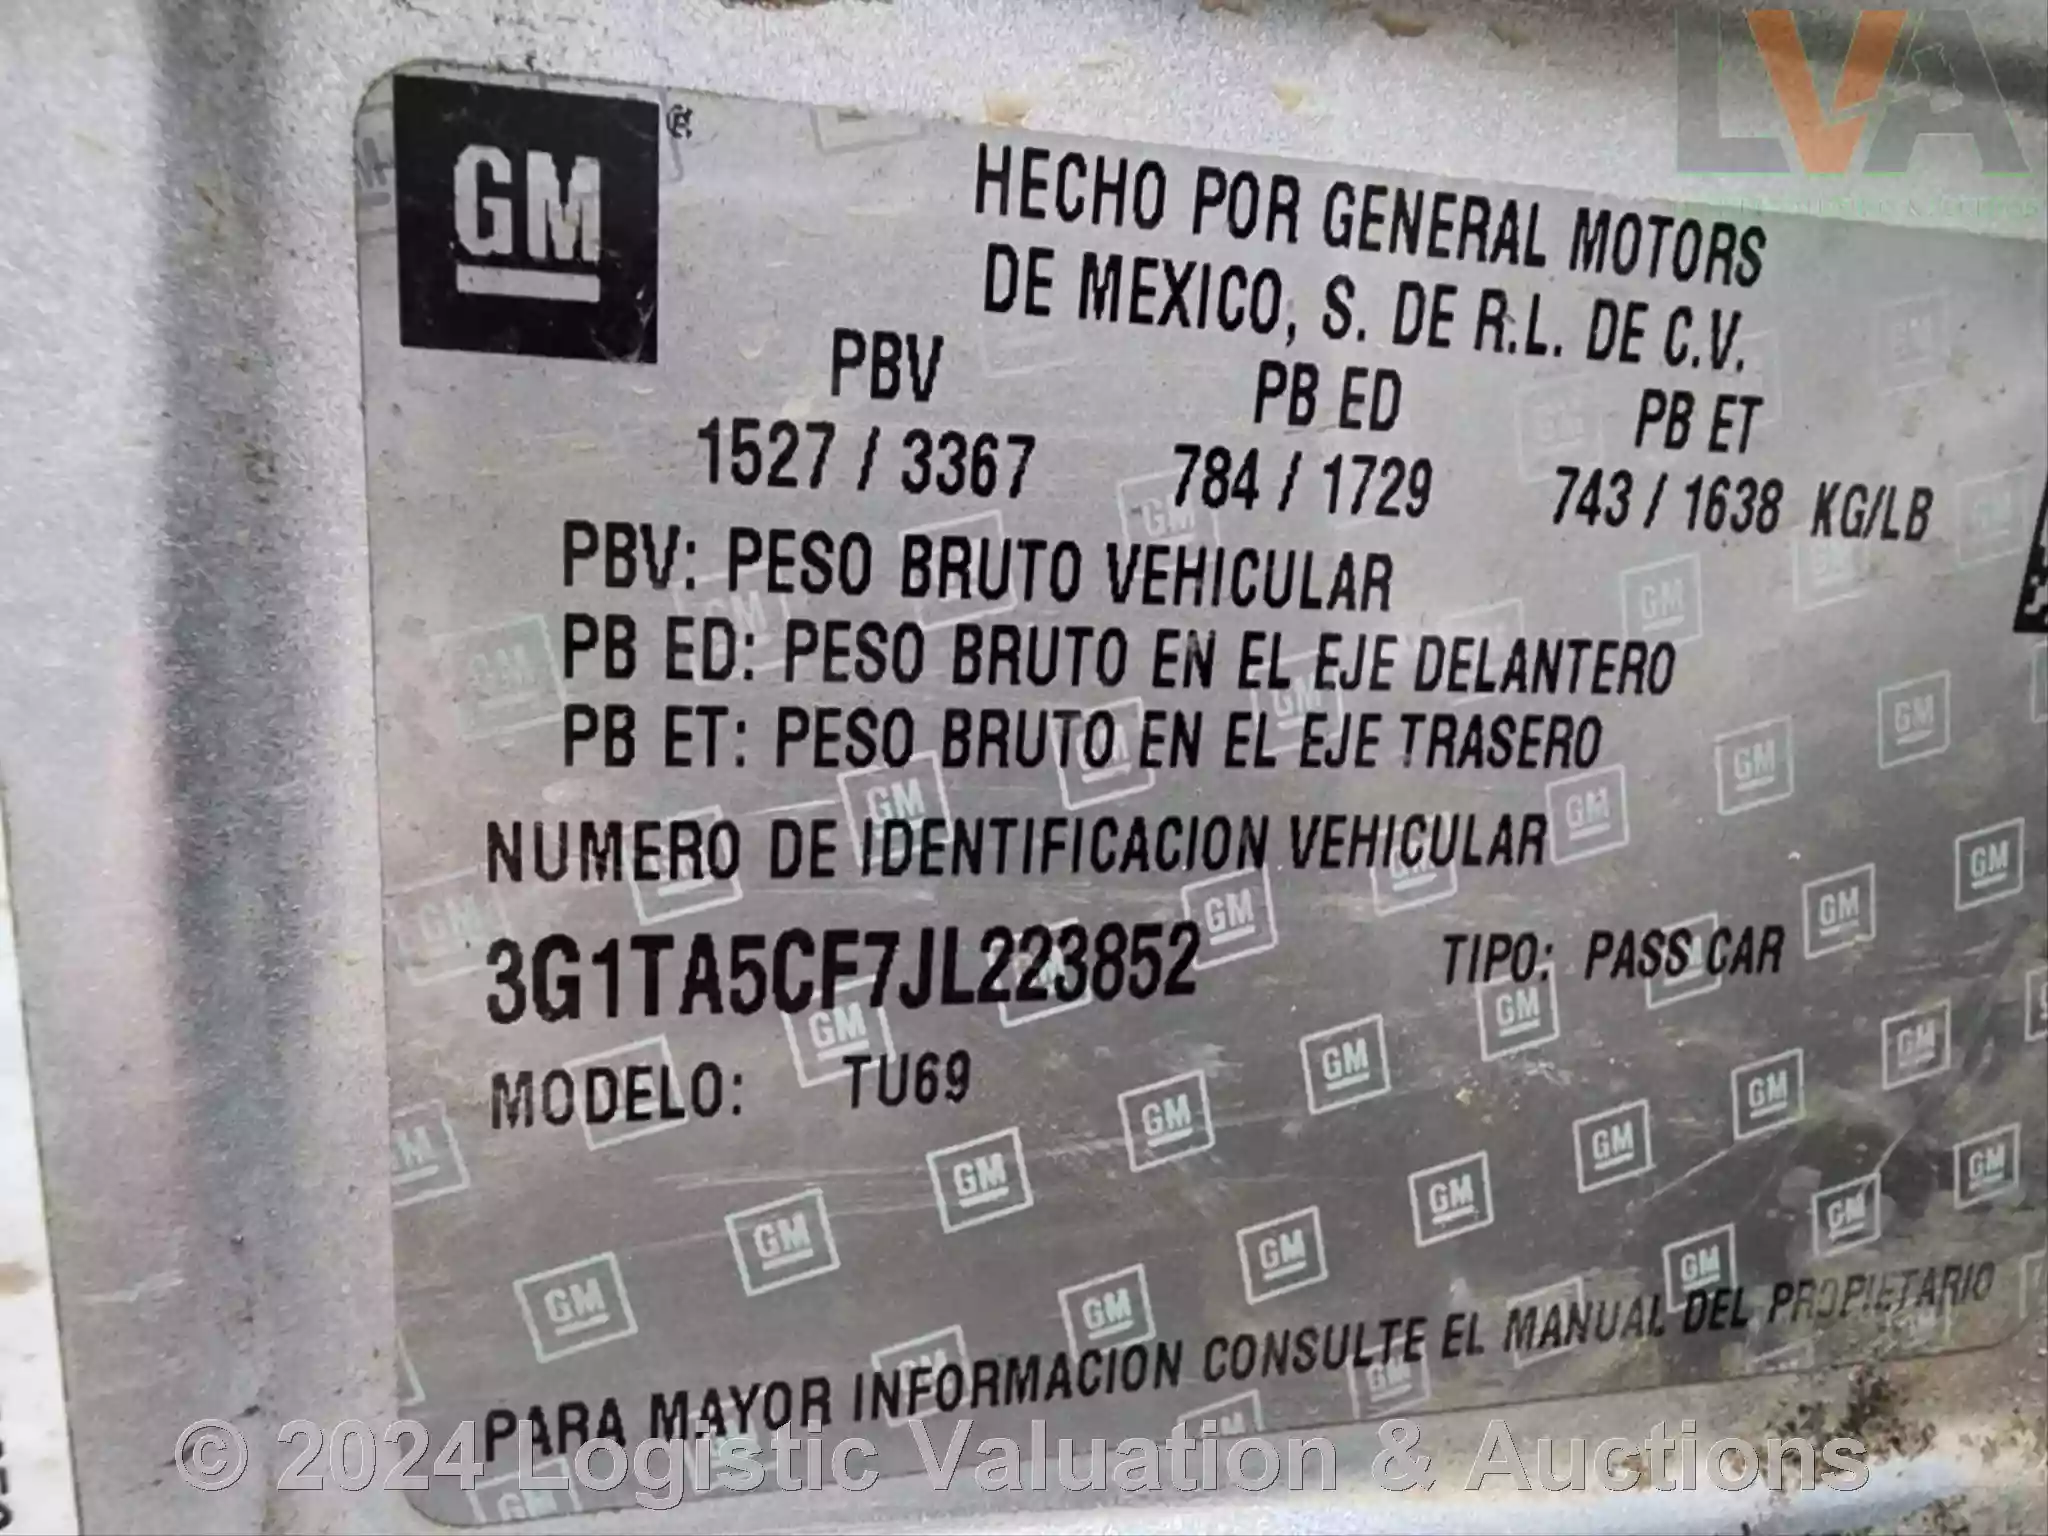 GM
HECHO POR GENERAL MOTORS
DE MEXICO, S. DE R.L. DE C.V.
PBV PB ED PB ET
1527 / 3367 784 / 1729 743 / 1638 KG/LB
PBV: PESO BRUTO VEHICULAR
PB ED: PESO BRUTO EN EL EJE DELANTERO
PB ET: PESO BRUTO EN EL EJE TRASERO
NUMERO DE IDENTIFICACION VEHICULAR
3G1TA5CF7JL223852 TIPO: PASS CAR
MODELO: TU69
PARA MAYOR INFORMACION CONSULTE EL MANUAL DEL PROPIETARIO
© 2024 Logistic Valuation & Auctions
LVA